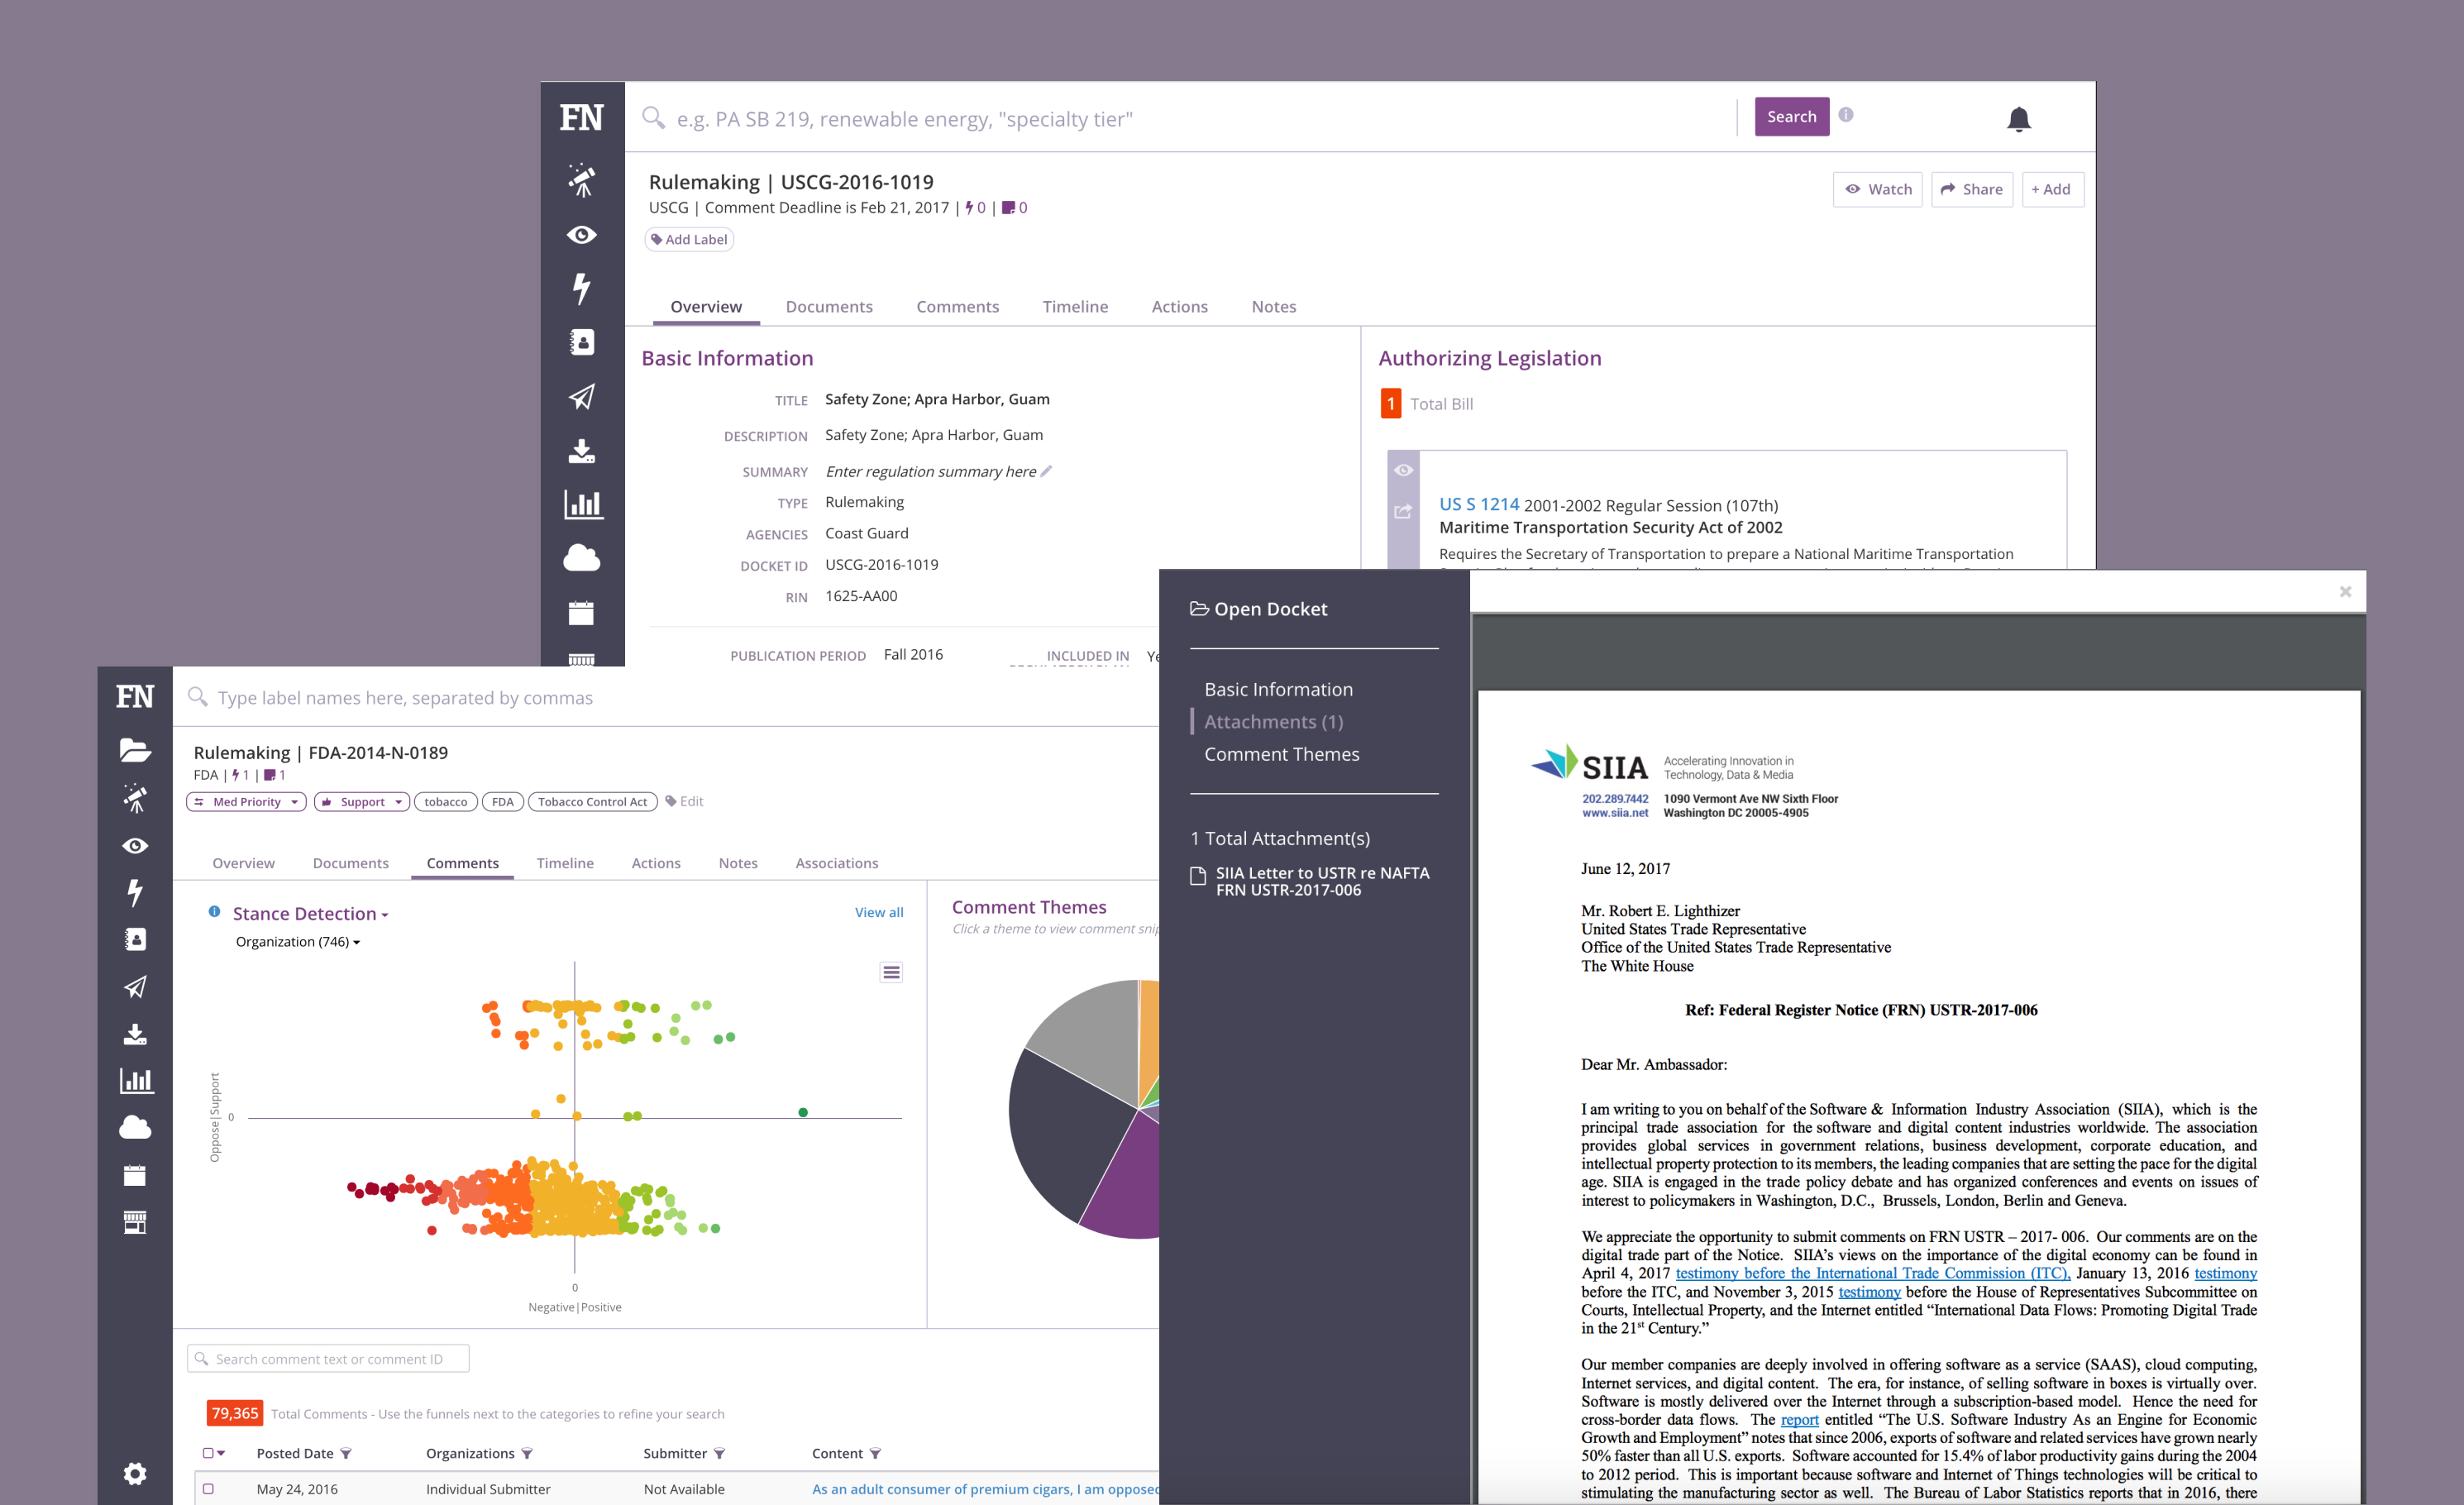 FN
e.g. PA SB 219, renewable energy, "specialty tier"
Search
Rulemaking | USCG-2016-1019
USCG | Comment Deadline is Feb 21, 2017 | 0 | 0
Add Label
Watch
Share
+ Add
Overview Documents Comments Timeline Actions Notes
Basic Information
TITLE Safety Zone; Apra Harbor, Guam
DESCRIPTION Safety Zone; Apra Harbor, Guam
SUMMARY Enter regulation summary here
TYPE Rulemaking
AGENCIES Coast Guard
DOCKET ID USCG-2016-1019
RIN 1625-AA00
PUBLICATION PERIOD Fall 2016 INCLUDED IN
Authorizing Legislation
1 Total Bill
US S 1214 2001-2002 Regular Session (107th)
Maritime Transportation Security Act of 2002
Requires the Secretary of Transportation to prepare a National Maritime Transportation
FN
Type label names here, separated by commas
Rulemaking | FDA-2014-N-0189
FDA | 1 | 1
Med Priority Support tobacco FDA Tobacco Control Act Edit
Overview Documents Comments Timeline Actions Notes Associations
Stance Detection
View all
Organization (746)
Oppose|Support
0
0
Negative|Positive
Comment Themes
Click a theme to view comment
Search comment text or comment ID
79,365 Total Comments - Use the funnels next to the categories to refine your search
Posted Date Organizations Submitter Content
May 24, 2016 Individual Submitter Not Available As an adult consumer of premium cigars, I am
Open Docket
Basic Information
Attachments (1)
Comment Themes
1 Total Attachment(s)
SIIA Letter to USTR re NAFTA
FRN USTR-2017-006
SIIA
Accelerating Innovation in
Technology, Data & Media
202.289.7442 1090 Vermont Ave NW Sixth Floor
www.siia.net Washington DC 20005-4905
June 12, 2017
Mr. Robert E. Lighthizer
United States Trade Representative
Office of the United States Trade Representative
The White House
Ref: Federal Register Notice (FRN) USTR-2017-006
Dear Mr. Ambassador:
I am writing to you on behalf of the Software & Information Industry Association (SIIA), which is the
principal trade association for the software and digital content industries worldwide. The association
provides global services in government relations, business development, corporate education, and
intellectual property protection to its members, the leading companies that are setting the pace for the digital
age. SIIA is engaged in the trade policy debate and has organized conferences and events on issues of
interest to policymakers in Washington, D.C., Brussels, London, Berlin and Geneva.
We appreciate the opportunity to submit comments on FRN USTR – 2017- 006. Our comments are on the
digital trade part of the Notice. SIIA’s views on the importance of the digital economy can be found in
April 4, 2017 testimony before the International Trade Commission (ITC), January 13, 2016 testimony
before the ITC, and November 3, 2015 testimony before the House of Representatives Subcommittee on
Courts, Intellectual Property, and the Internet entitled “International Data Flows: Promoting Digital Trade
in the 21st Century.”
Our member companies are deeply involved in offering software as a service (SAAS), cloud computing,
Internet services, and digital content. The era, for instance, of selling software in boxes is virtually over.
Software is mostly delivered over the Internet through a subscription-based model. Hence the need for
cross-border data flows. The report entitled “The U.S. Software Industry As an Engine for Economic
Growth and Employment” notes that since 2006, exports of software and related services have grown nearly
50% faster than all U.S. exports. Software accounted for 15.4% of labor productivity gains during the 2004
to 2012 period. This is important because software and Internet of Things technologies will be critical to
stimulating the manufacturing sector as well. The Bureau of Labor Statistics reports that in 2016, there